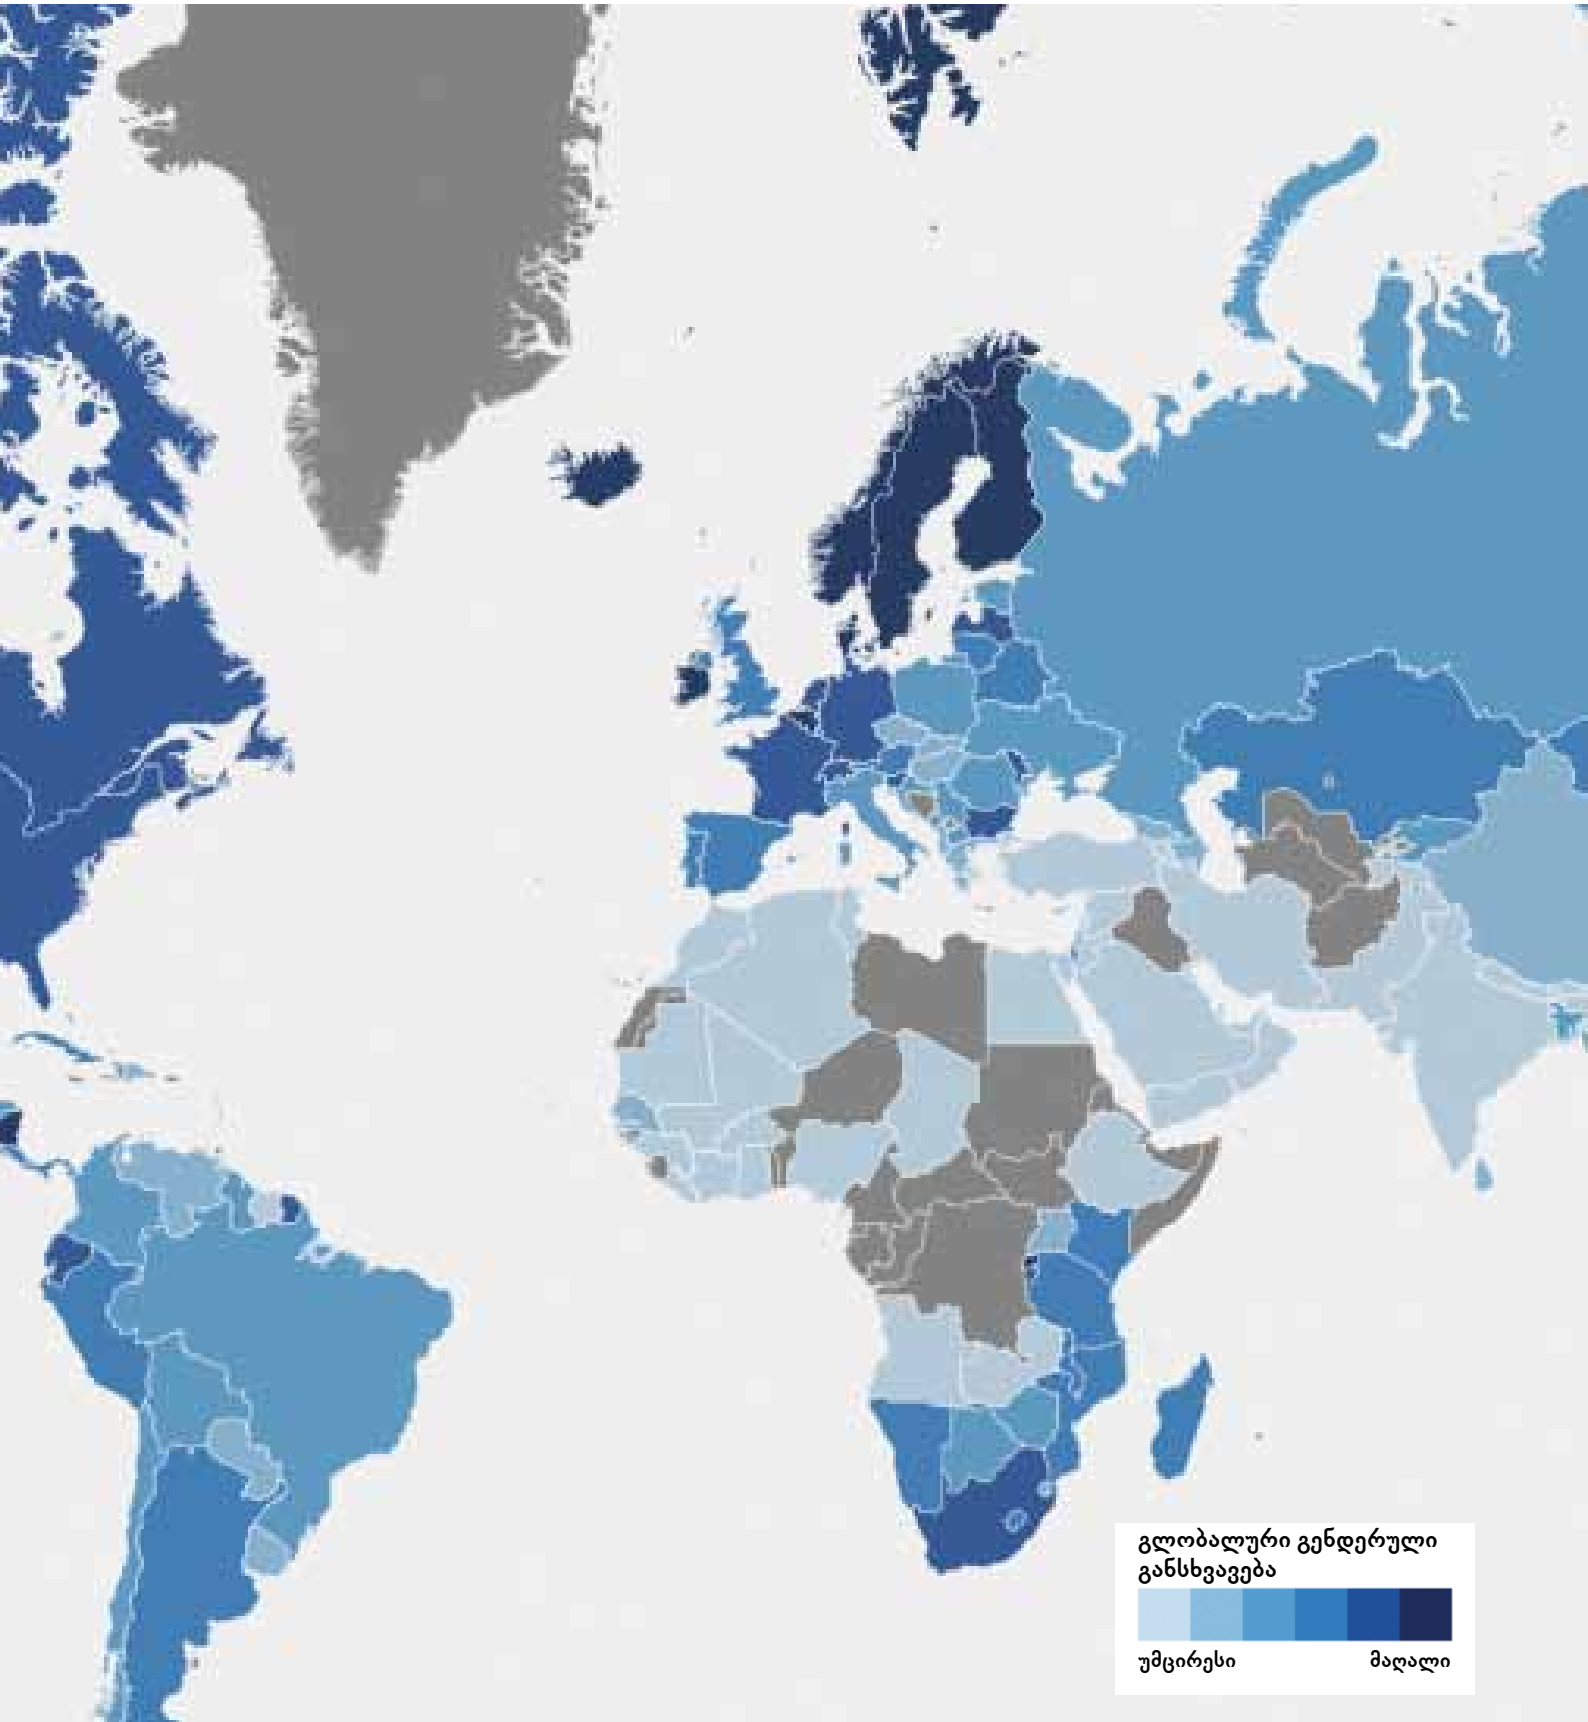 გლობალური გენდერული
განსხვავება
უმცირესი
მაღალი